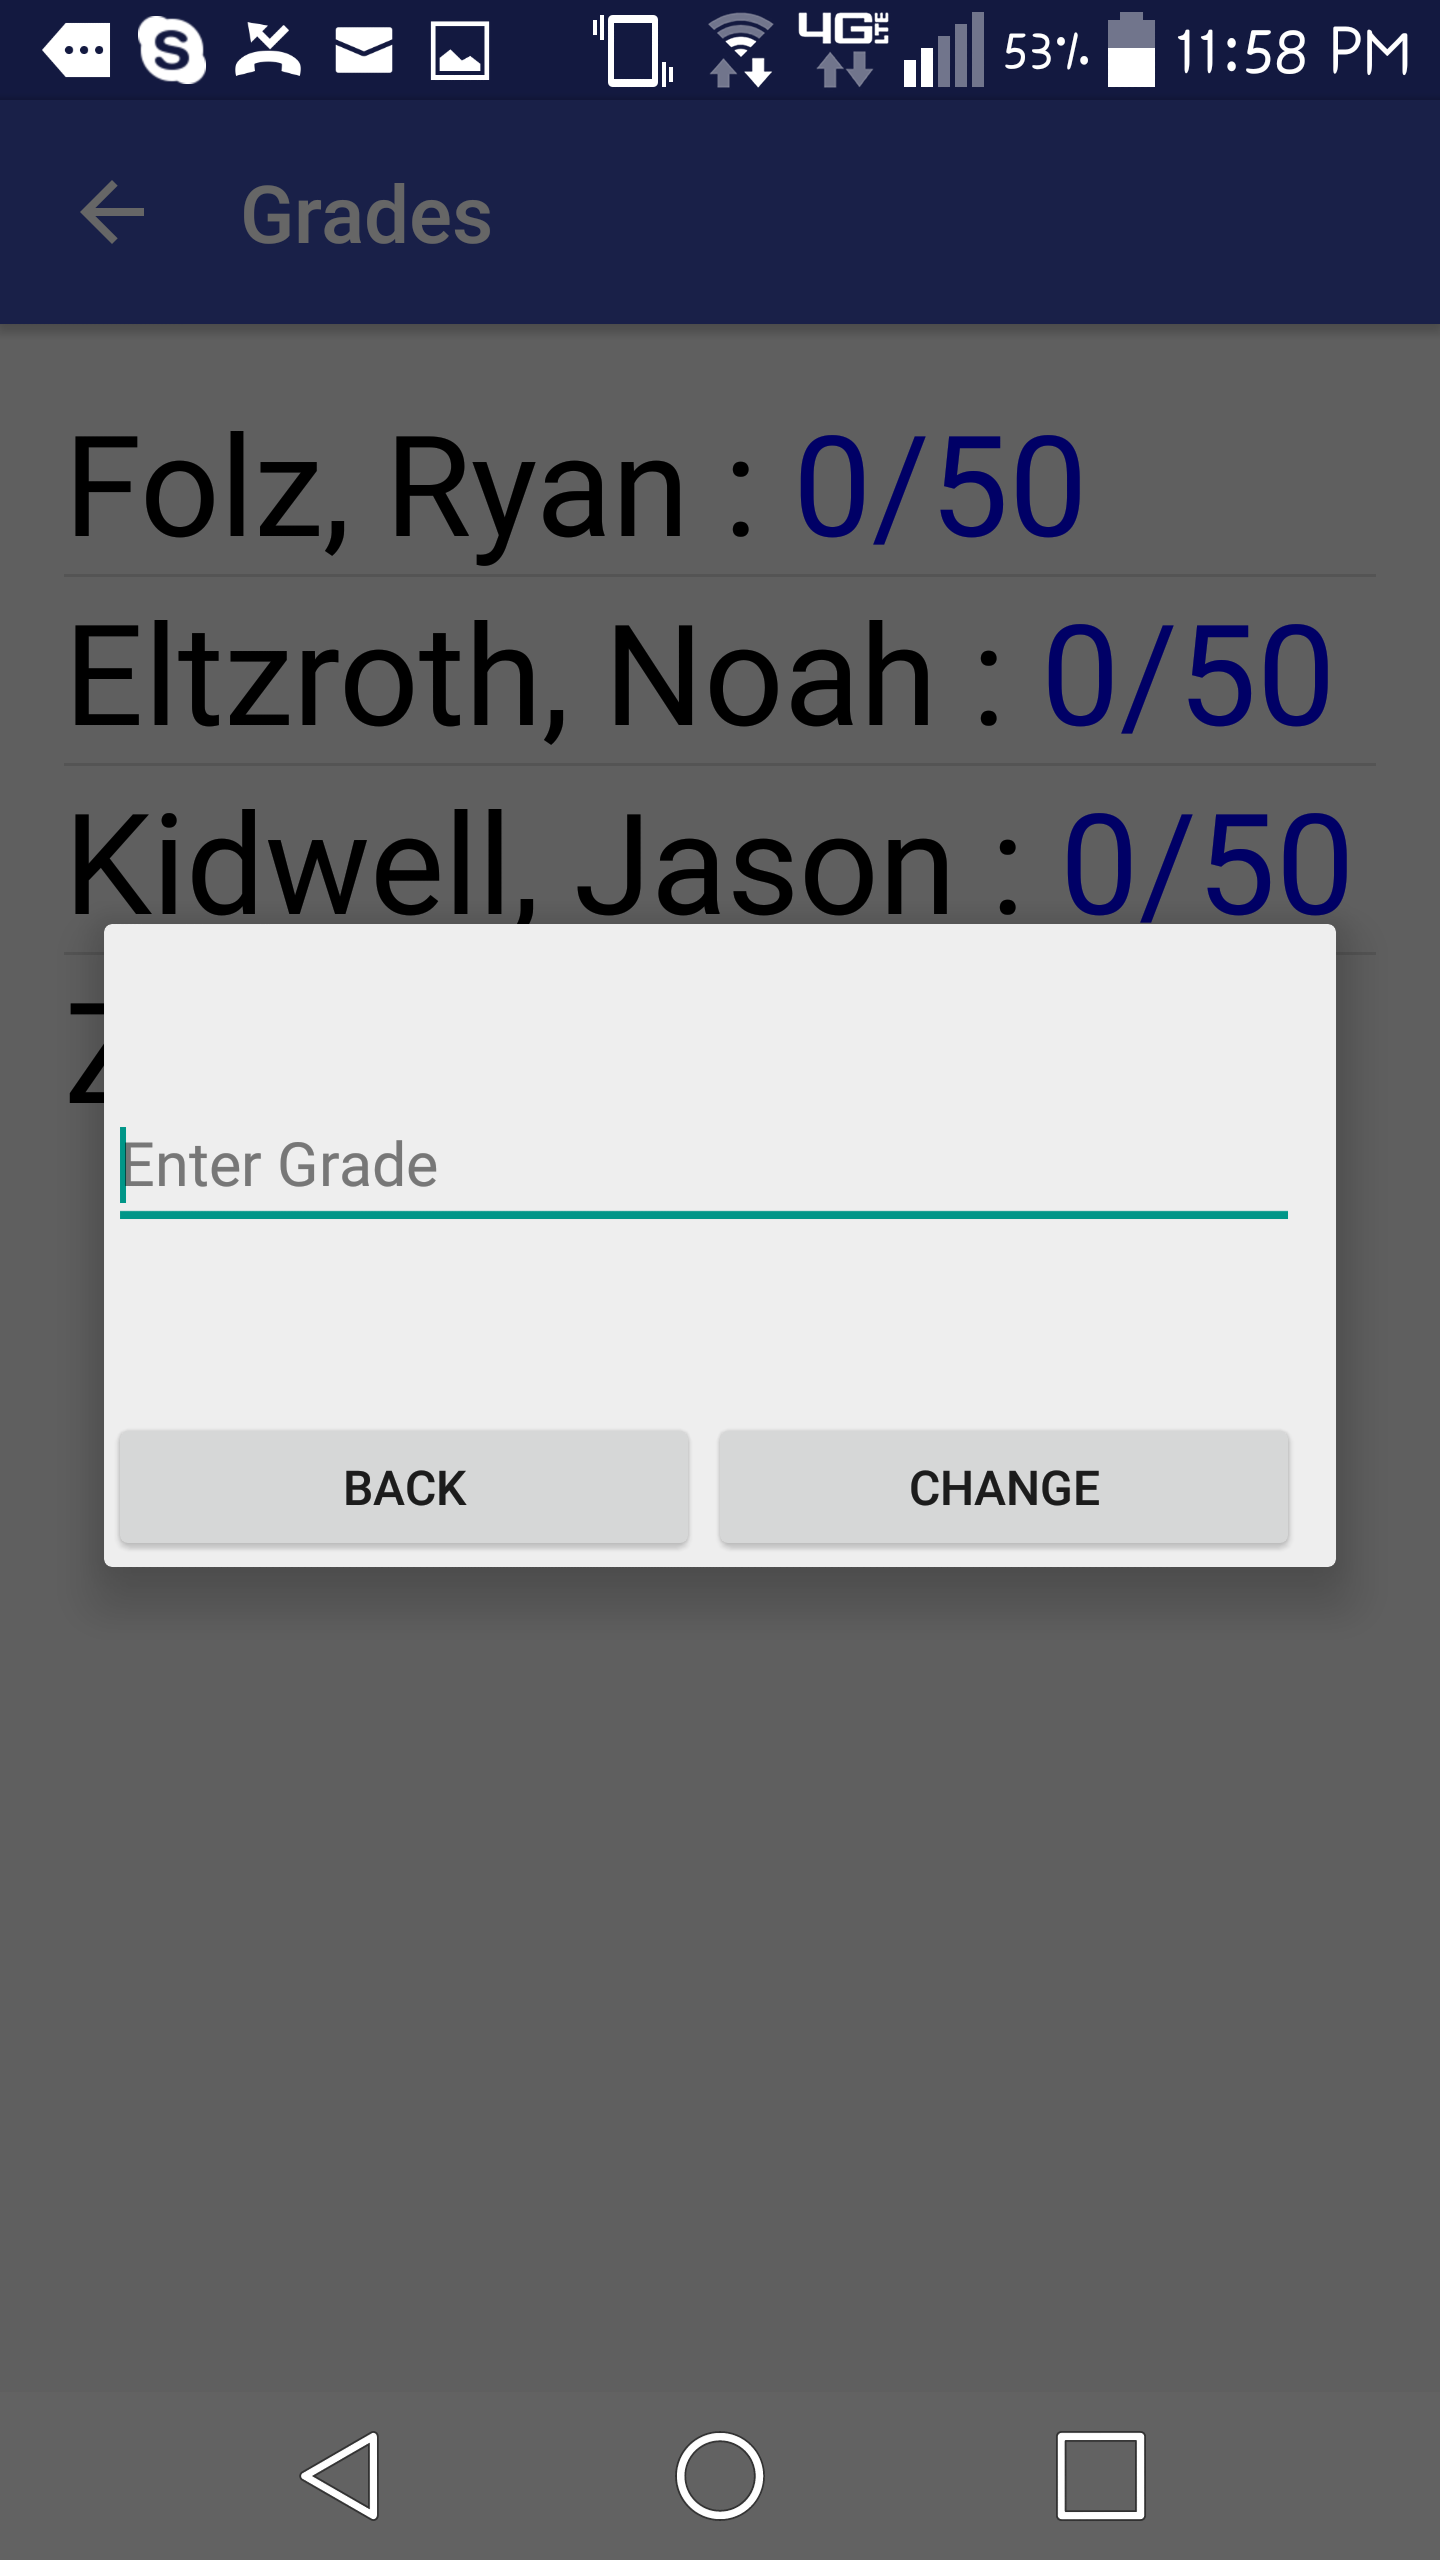 4G LTE 53% 11:58 PM
Grades
Folz, Ryan : 0/50
Eltzroth, Noah : 0/50
Kidwell, Jason : 0/50
Enter Grade
BACK CHANGE